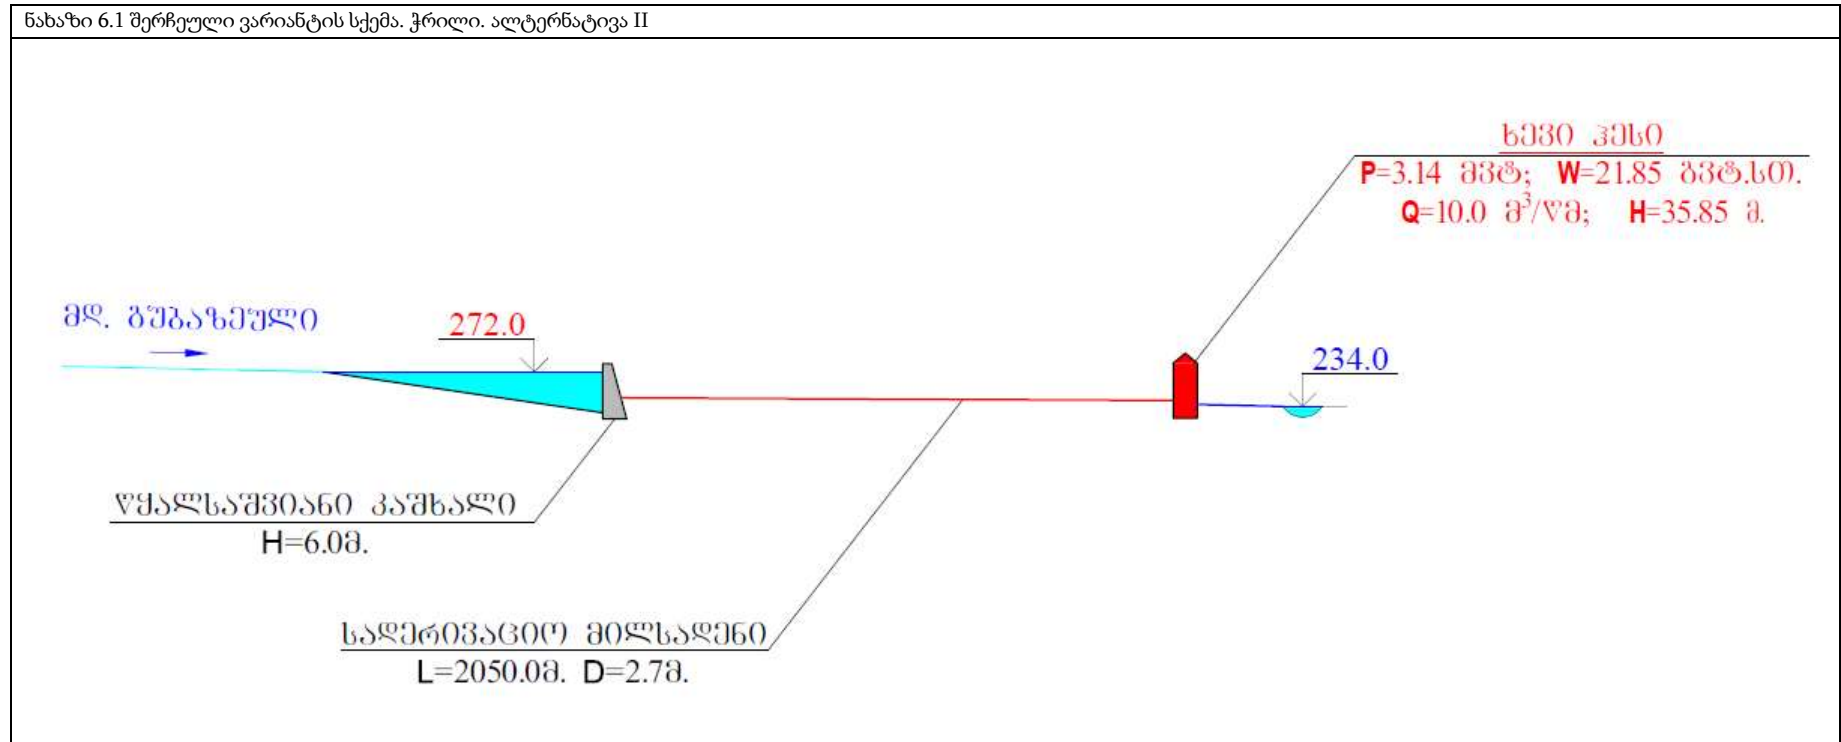 ნახაზი 6.1 შერჩეული ვარიანტის სქემა. ჭრილი. ალტერნატივა II
ხევი ჰესი
P=3.14 მვტ; W=21.85 გვტ.სთ.
Q=10.0 მ³/წმ; H=35.85 მ.
მდ. გუბაზეული
272.0
234.0
წყალსაშვიანი კაშხალი
H=6.0მ.
სადერივაციო მილსადენი
L=2050.0მ. D=2.7მ.